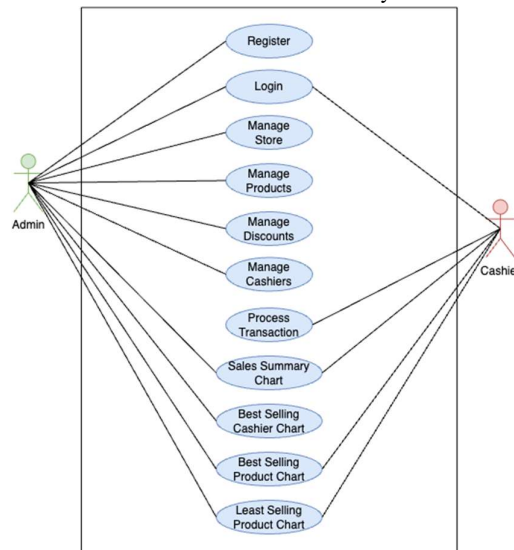 Register
Login
Manage
Store
Manage
Products
Admin
Manage
Discounts
Manage
Cashiers
Process
Transaction
Sales Summary
Chart
Best Selling
Cashier Chart
Best Selling
Product Chart
Least Selling
Product Chart